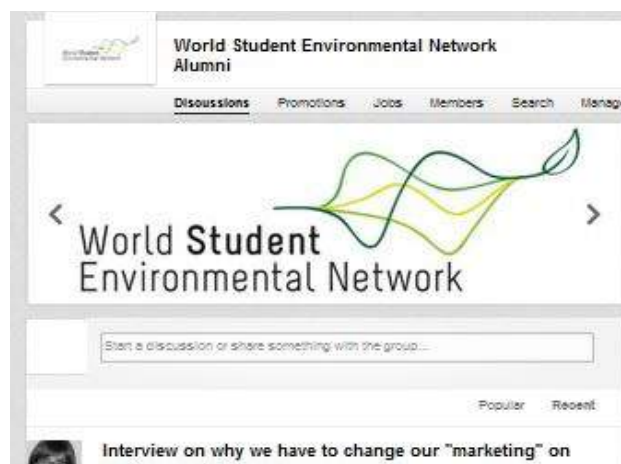 World Student Environmental Network
Alumni
Discussions Promotions Jobs Members Search Manag
World Student
Environmental Network
Start a discussion or share something with the group...
Popular Recent
Interview on why we have to change our "marketing" on